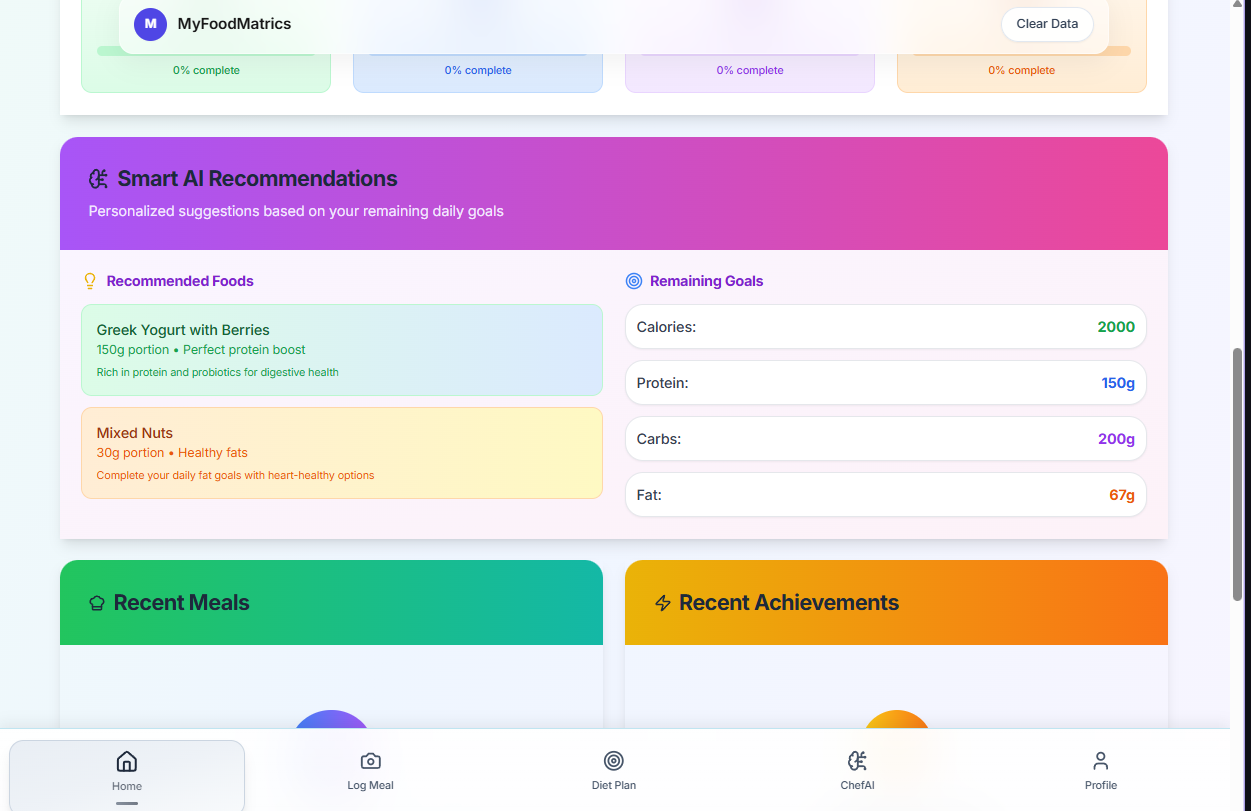 M
MyFoodMatrics
Clear Data
0% complete
0% complete
0% complete
0% complete
Smart AI Recommendations
Personalized suggestions based on your remaining daily goals
Recommended Foods
Greek Yogurt with Berries
150g portion • Perfect protein boost
Rich in protein and probiotics for digestive health
Mixed Nuts
30g portion • Healthy fats
Complete your daily fat goals with heart-healthy options
Remaining Goals
Calories: 2000
Protein: 150g
Carbs: 200g
Fat: 67g
Recent Meals
Recent Achievements
Home
Log Meal
Diet Plan
ChefAI
Profile